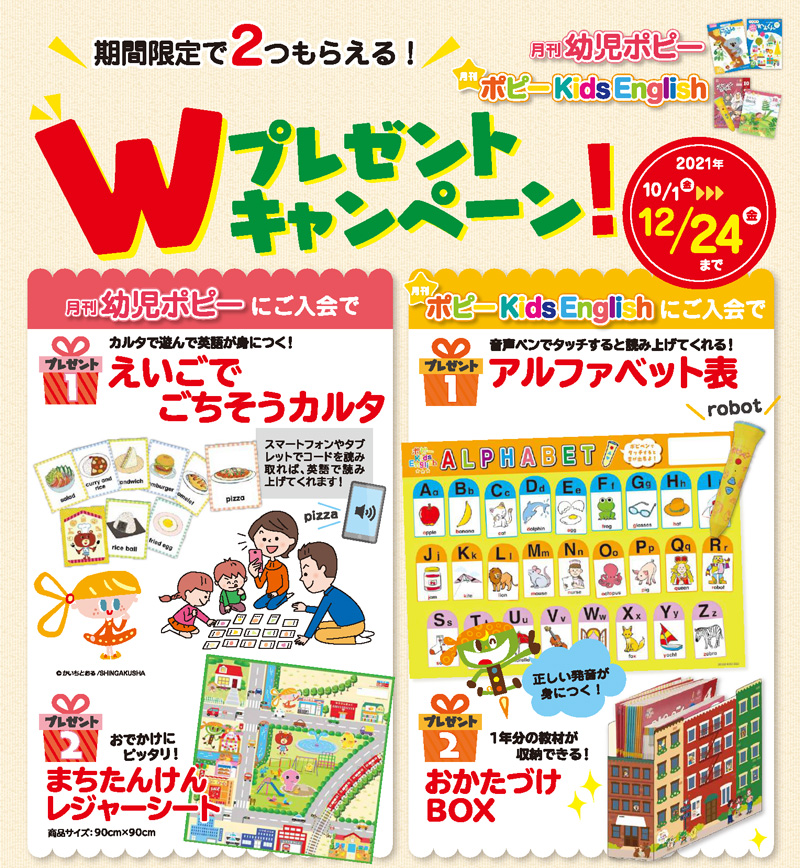 期間限定で2つもらえる！
月刊 幼児ポピー
月刊 ポピー Kids English
Wプレゼント
キャンペーン！
2021年
10/1金
12/24金
まで
月刊 幼児ポピー にご入会で
プレゼント1
カルタで遊んで英語が身につく！
えいごで
ごちそうカルタ
スマートフォンやタブ
レットでコードを読み
取れば、英語で読み
上げてくれます！
salad
curry and rice
sandwich
hamburger
omelet
pizza
rice ball
fried egg
pizza
©かいちとおる/SHINGAKUSHA
プレゼント2
おでかけに
ピッタリ！
まちたんけん
レジャーシート
商品サイズ：90cm×90cm
月刊 ポピー Kids English にご入会で
プレゼント1
音声ペンでタッチすると読み上げてくれる！
アルファベット表
robot
ポピー Kids English
ALPHABET
Aa Bb Cc Dd Ee Ff Gg Hh I
apple banana cat dolphin egg frog glasses hat
Jj Kk Ll Mm Nn Oo Pp Qq Rr
jam kite lion mouse nurse octopus pig queen robot
Ss T Uu Vv Ww Xx Yy Zz
fox yacht zebra
正しい発音が
身につく！
プレゼント2
1年分の教材が
収納できる！
おかたづけ
BOX